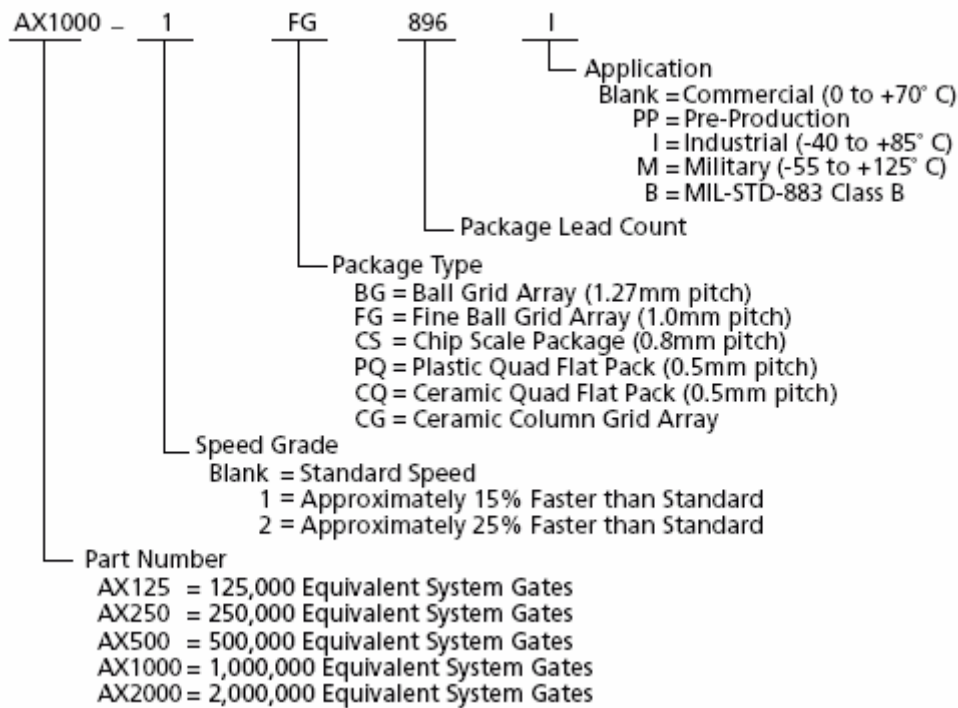 AX1000 – 1 FG 896 I
Application
Blank = Commercial (0 to +70° C)
PP = Pre-Production
I = Industrial (-40 to +85° C)
M = Military (-55 to +125° C)
B = MIL-STD-883 Class B
Package Lead Count
Package Type
BG = Ball Grid Array (1.27mm pitch)
FG = Fine Ball Grid Array (1.0mm pitch)
CS = Chip Scale Package (0.8mm pitch)
PQ = Plastic Quad Flat Pack (0.5mm pitch)
CQ = Ceramic Quad Flat Pack (0.5mm pitch)
CG = Ceramic Column Grid Array
Speed Grade
Blank = Standard Speed
1 = Approximately 15% Faster than Standard
2 = Approximately 25% Faster than Standard
Part Number
AX125 = 125,000 Equivalent System Gates
AX250 = 250,000 Equivalent System Gates
AX500 = 500,000 Equivalent System Gates
AX1000 = 1,000,000 Equivalent System Gates
AX2000 = 2,000,000 Equivalent System Gates